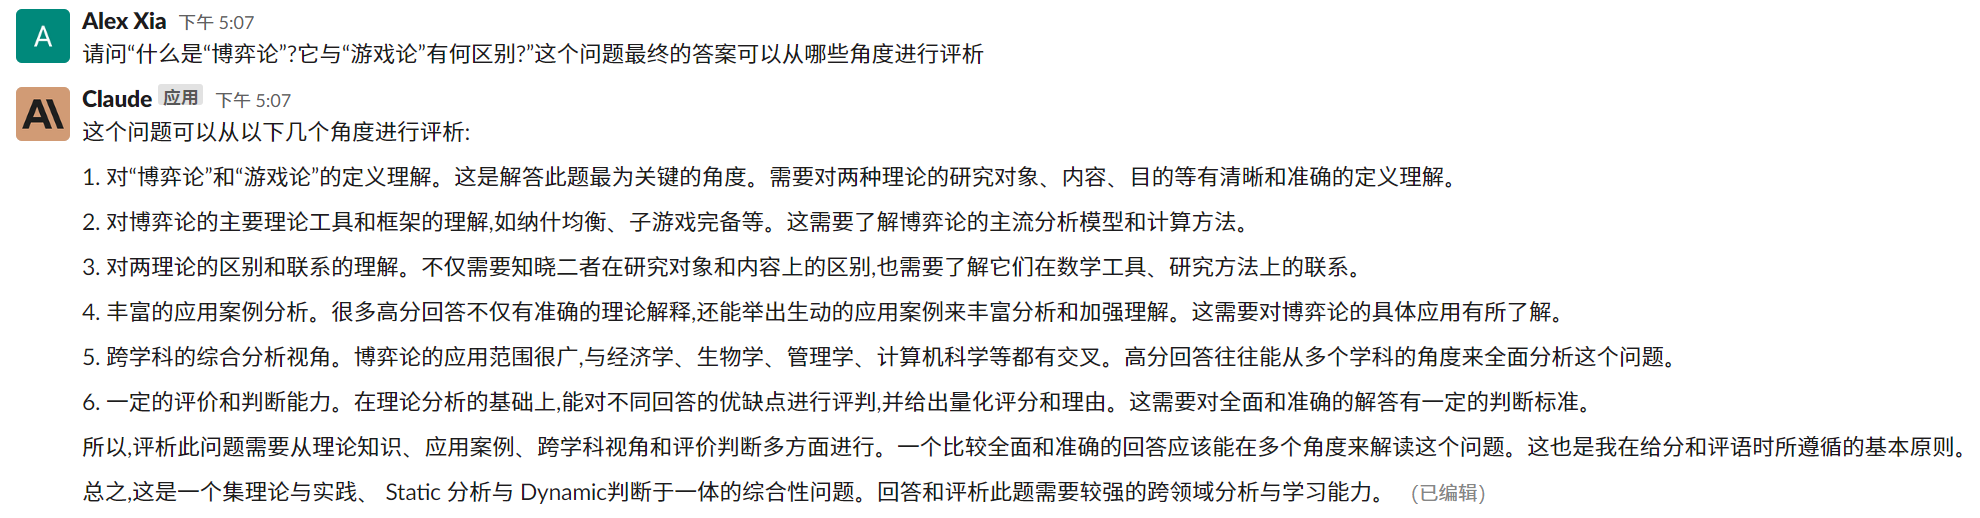 Alex Xia 下午 5:07
请问“什么是“博弈论”?它与“游戏论”有何区别?”这个问题最终的答案可以从哪些角度进行评析
Claude 应用 下午 5:07
这个问题可以从以下几个角度进行评析:
1. 对“博弈论”和“游戏论”的定义理解。这是解答此题最为关键的角度。需要对两种理论的研究对象、内容、目的等有清晰和准确的定义理解。
2. 对博弈论的主要理论工具和框架的理解,如纳什均衡、子游戏完备等。这需要了解博弈论的主流分析模型和计算方法。
3. 对两理论的区别和联系的理解。不仅需要知晓二者在研究对象和内容上的区别,也需要了解它们在数学工具、研究方法上的联系。
4. 丰富的应用案例分析。很多高分回答不仅有准确的理论解释,还能举出生动的应用案例来丰富分析和加强理解。这需要对博弈论的具体应用有所了解。
5. 跨学科的综合分析视角。博弈论的应用范围很广,与经济学、生物学、管理学、计算机科学等都有交叉。高分回答往往能从多个学科的角度来全面分析这个问题。
6. 一定的评价和判断能力。在理论分析的基础上,能对不同回答的优缺点进行评判,并给出量化评分和理由。这需要对全面和准确的解答有一定的判断标准。
所以,评析此问题需要从理论知识、应用案例、跨学科视角和评价判断多方面进行。一个比较全面和准确的回答应该能在多个角度来解读这个问题。这也是我在给分和评语时所遵循的基本原则。
总之,这是一个集理论与实践、 Static 分析与 Dynamic判断于一体的综合性问题。回答和评析此题需要较强的跨领域分析与学习能力。 (已编辑)